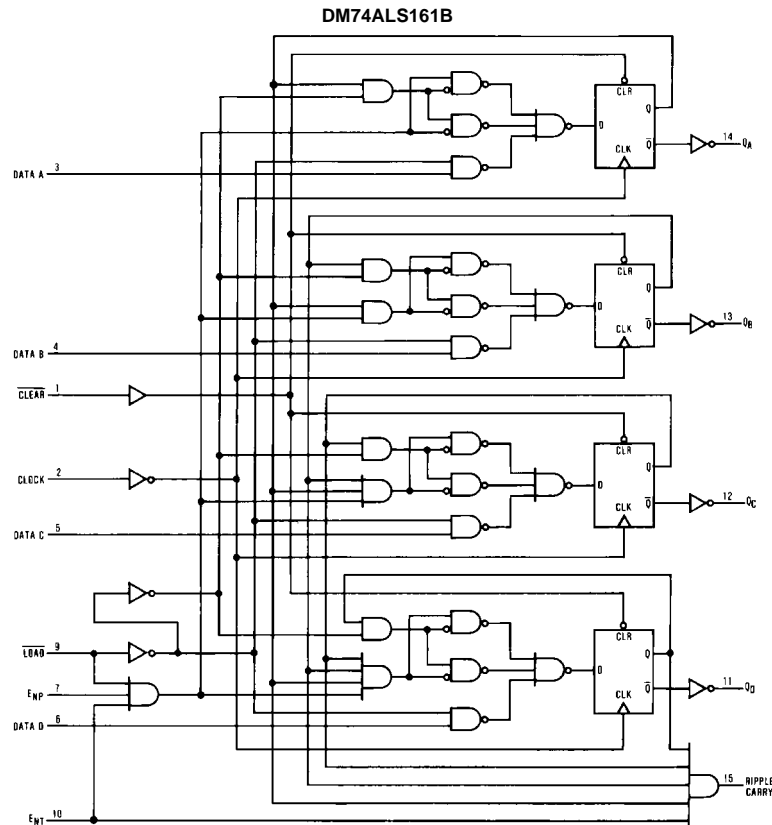 DM74ALS161B
CLR
Q
D
CLK
Q̅
14 QA
DATA A 3
CLR
Q
D
CLK
Q̅
13 QB
DATA B 4
CLEAR 1
CLR
Q
D
CLOCK 2
CLK
Q̅
12 QC
DATA C 5
CLR
LOAD 9
Q
D
ENP 7
CLK
Q̅
11 QD
DATA D 6
15 RIPPLE
CARRY
ENT 10